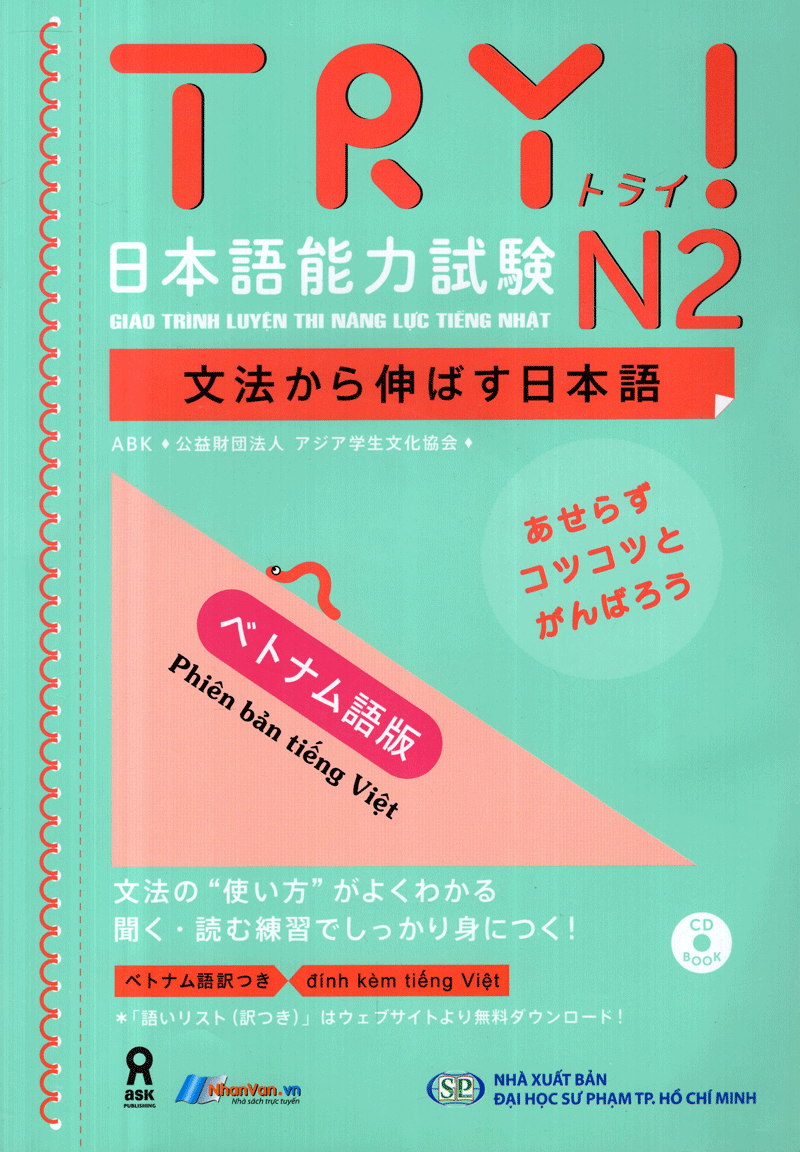 TRY!
トライ
日本語能力試験 N2
GIÁO TRÌNH LUYỆN THI NĂNG LỰC TIẾNG NHẬT
文法から伸ばす日本語
ABK ♦ 公益財団法人 アジア学生文化協会 ♦
あせらず
コツコツと
がんばろう
ベトナム語版
Phiên bản tiếng Việt
文法の“使い方”がよくわかる
聞く・読む練習でしっかり身につく!
CD
BOOK
ベトナム語訳つき
đính kèm tiếng Việt
*「語いリスト(訳つき)」はウェブサイトより無料ダウンロード!
ask
PUBLISHING
NhanVan.vn
Nhà sách trực tuyến
SP
NHÀ XUẤT BẢN
ĐẠI HỌC SƯ PHẠM TP. HỒ CHÍ MINH